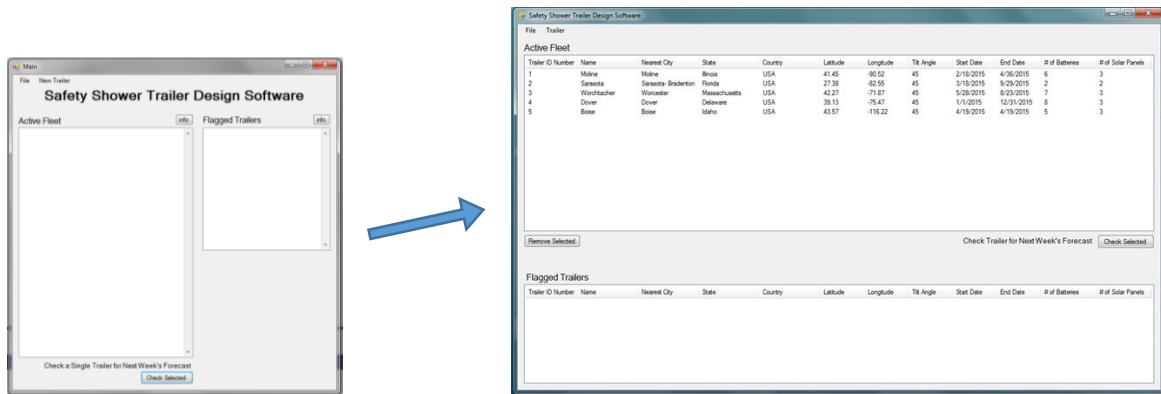 Main
File New Trailer
Safety Shower Trailer Design Software
Active Fleet info Flagged Trailers info
Check a Single Trailer for Next Week's Forecast
Check Selected
Safety Shower Trailer Design Software
File Trailer
Active Fleet
Trailer ID Number Name Nearest City State Country Latitude Longitude Tilt Angle Start Date End Date # of Batteries # of Solar Panels
1 Moline Moline Illinois USA 41.45 -90.52 45 2/18/2015 4/36/2015 6 3
2 Sarasota Sarasota- Bradenton Florida USA 27.38 -82.55 45 3/18/2015 9/29/2015 2 2
3 Worchtacher Worcester Massachusetts USA 42.27 -71.87 45 5/28/2015 8/23/2015 7 3
4 Dover Dover Delaware USA 39.13 -75.47 45 1/1/2015 12/31/2015 8 3
5 Boise Boise Idaho USA 43.57 -116.22 45 4/19/2015 4/19/2015 5 3
Remove Selected Check Trailer for Next Week's Forecast Check Selected
Flagged Trailers
Trailer ID Number Name Nearest City State Country Latitude Longitude Tilt Angle Start Date End Date # of Batteries # of Solar Panels